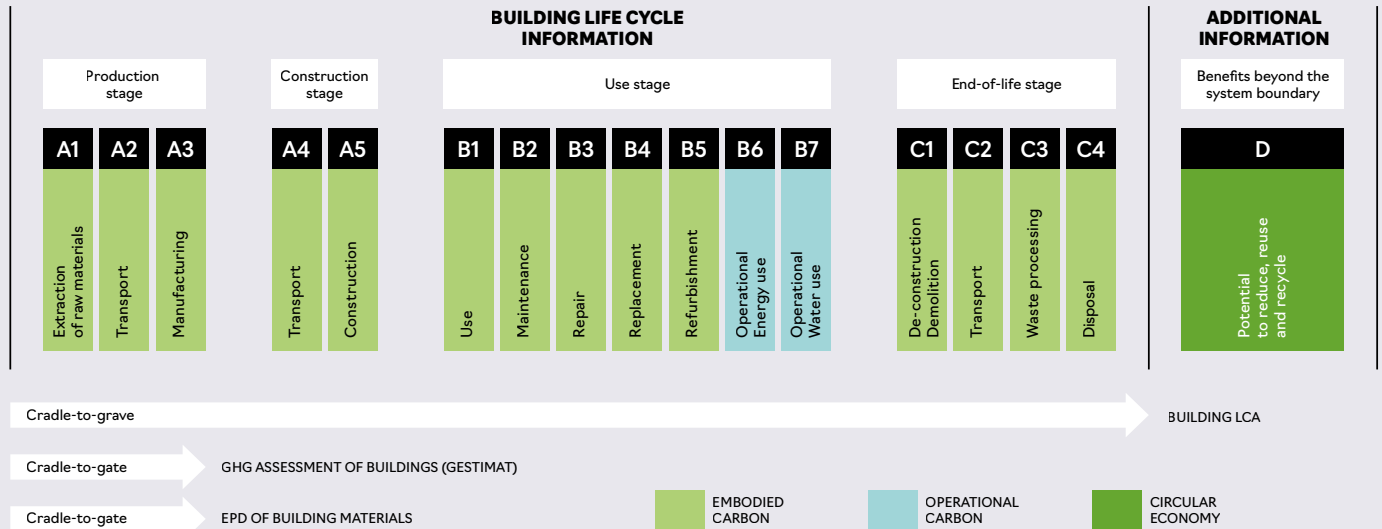 BUILDING LIFE CYCLE
INFORMATION
ADDITIONAL
INFORMATION
Production
stage
Construction
stage
Use stage
End-of-life stage
Benefits beyond the
system boundary
A1
A2
A3
A4
A5
B1
B2
B3
B4
B5
B6
B7
C1
C2
C3
C4
D
Extraction
of raw materials
Transport
Manufacturing
Transport
Construction
Use
Maintenance
Repair
Replacement
Refurbishment
Operational
Energy use
Operational
Water use
De-construction
Demolition
Transport
Waste processing
Disposal
Potential
to reduce, reuse
and recycle
Cradle-to-grave
BUILDING LCA
Cradle-to-gate
GHG ASSESSMENT OF BUILDINGS (GESTIMAT)
Cradle-to-gate
EPD OF BUILDING MATERIALS
EMBODIED
CARBON
OPERATIONAL
CARBON
CIRCULAR
ECONOMY